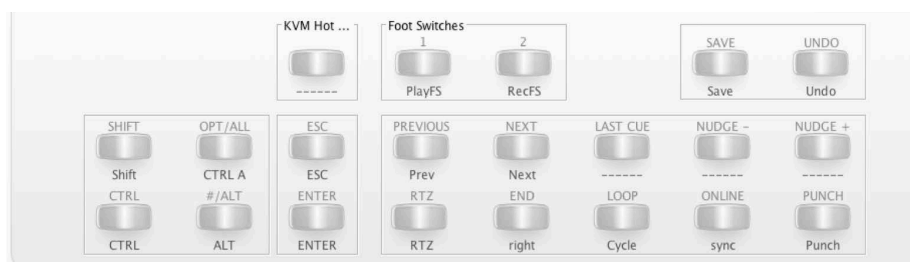 KVM Hot ... Foot Switches
1 2 SAVE UNDO
------ PlayFS RecFS Save Undo
SHIFT OPT/ALL ESC PREVIOUS NEXT LAST CUE NUDGE – NUDGE +
Shift CTRL A ESC Prev Next ------ ------ ------
CTRL #/ALT ENTER RTZ END LOOP ONLINE PUNCH
CTRL ALT ENTER RTZ right Cycle sync Punch